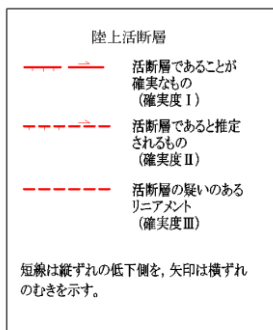 陸上活断層
活断層であることが
確実なもの
(確実度Ⅰ)
活断層であると推定
されるもの
(確実度Ⅱ)
活断層の疑いのある
リニアメント
(確実度Ⅲ)
短線は縦ずれの低下側を, 矢印は横ずれ
のむきを示す。